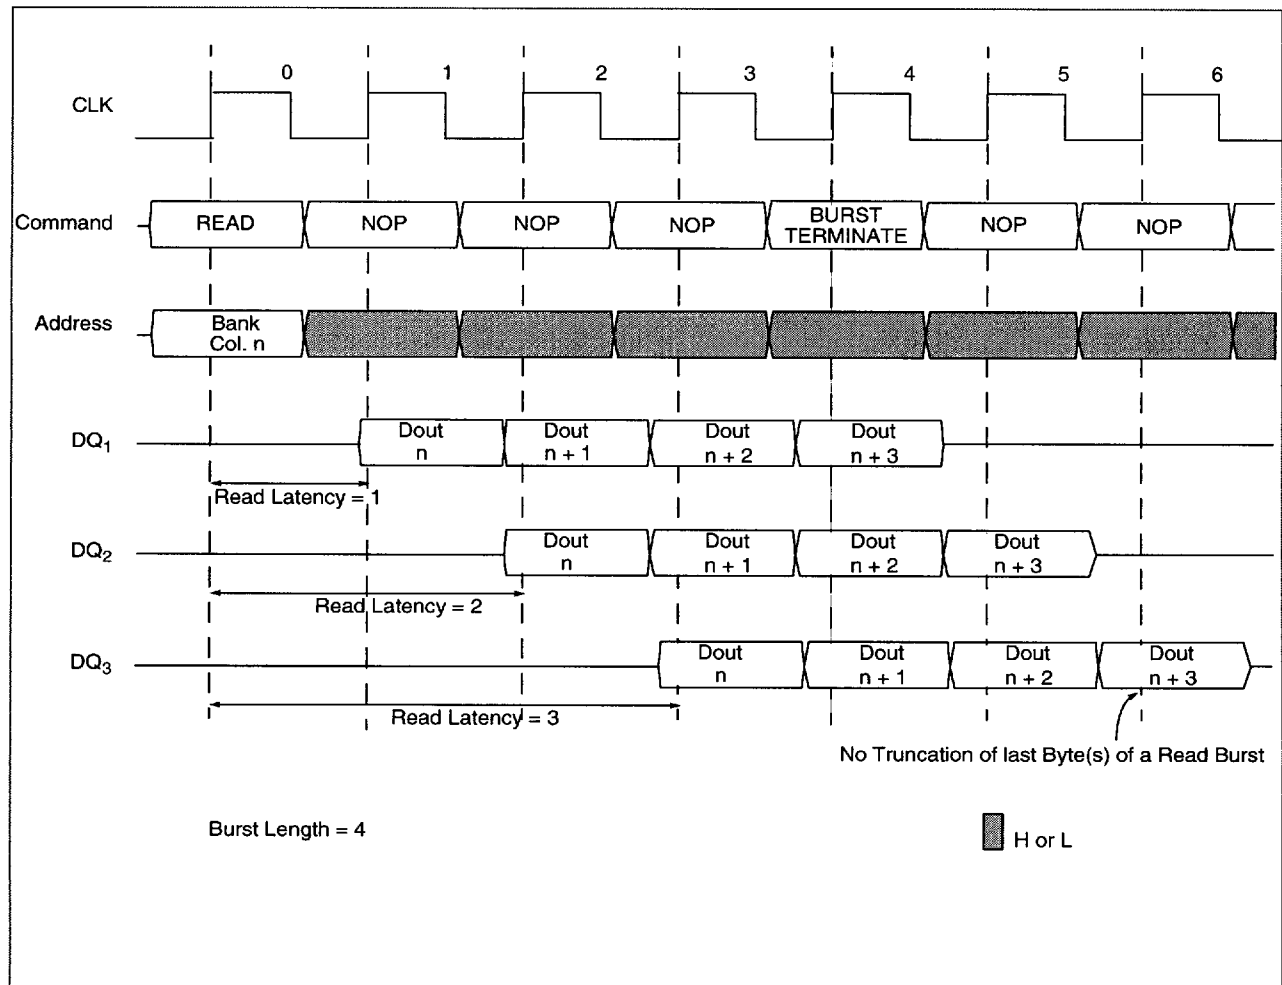 0 1 2 3 4 5 6
CLK
Command READ NOP NOP NOP BURST TERMINATE NOP NOP
Address Bank Col. n
DQ1 Dout n Dout n + 1 Dout n + 2 Dout n + 3
Read Latency = 1
DQ2 Dout n Dout n + 1 Dout n + 2 Dout n + 3
Read Latency = 2
DQ3 Dout n Dout n + 1 Dout n + 2 Dout n + 3
Read Latency = 3
No Truncation of last Byte(s) of a Read Burst
Burst Length = 4
H or L